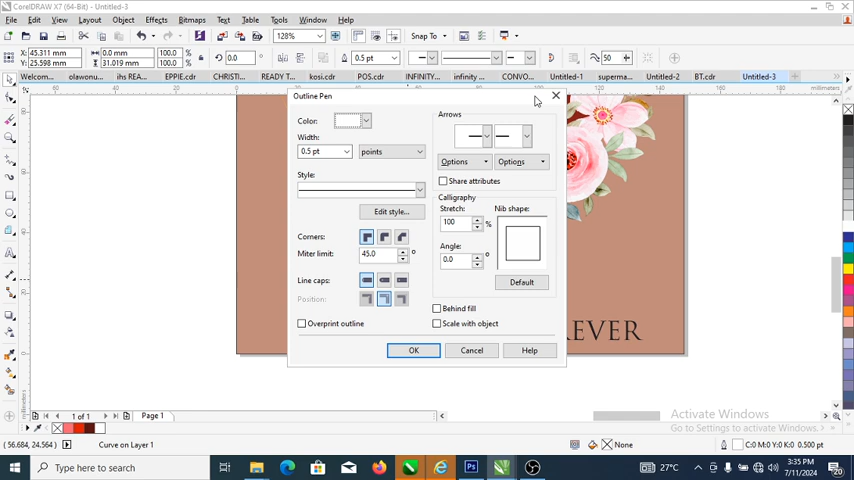 CorelDRAW X7 (64-Bit) - Untitled-3
File Edit View Layout Object Effects Bitmaps Text Table Tools Window Help
128% Snap To
X: 45.311 mm 0.0 mm 100.0 % 0.0 ° 0.5 pt 50
Y: 25.598 mm 31.019 mm 100.0 %
Welcom... olawonu... ihs REA... EPPIE.cdr CHRISTI... READY T... kosi.cdr POS.cdr INFINITY... infinity ... CONVO... Untitled-1 superma... Untitled-2 BT.cdr Untitled-3
millimeters
Outline Pen
Color:
Width:
0.5 pt points
Style:
Edit style...
Corners:
Miter limit: 45.0 °
Line caps:
Position:
Overprint outline
Arrows
Options Options
Share attributes
Calligraphy
Stretch: Nib shape:
100 %
Angle:
0.0 °
Default
Behind fill
Scale with object
OK Cancel Help
EVER
millimeters
1 of 1 Page 1
Activate Windows
Go to Settings to activate Windows.
(56.684, 24.564) Curve on Layer 1 None C:0 M:0 Y:0 K:0 0.500 pt
Type here to search
27°C
3:35 PM
7/11/2024
20